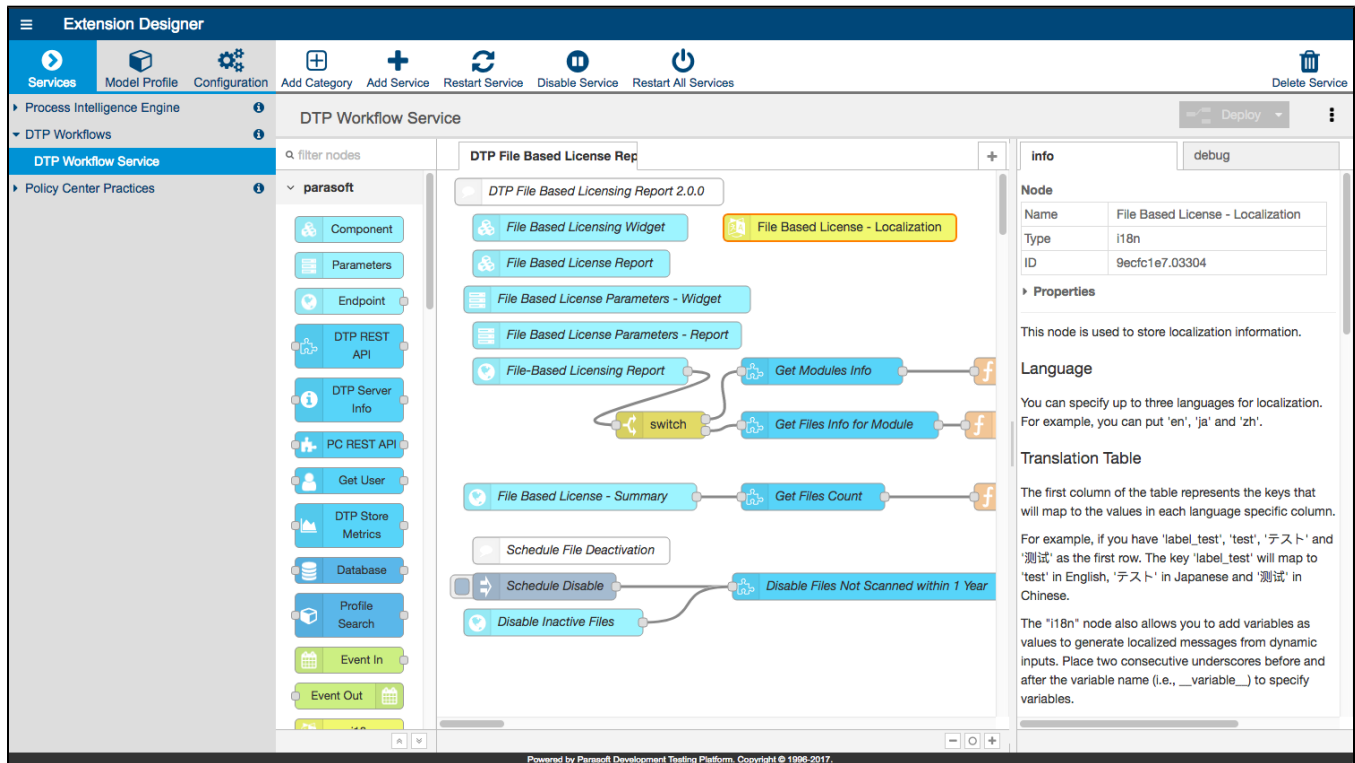 Extension Designer
Services
Model Profile
Configuration
Add Category
Add Service
Restart Service
Disable Service
Restart All Services
Delete Service
Process Intelligence Engine
DTP Workflows
DTP Workflow Service
Policy Center Practices
DTP Workflow Service
Deploy
filter nodes
parasoft
Component
Parameters
Endpoint
DTP REST
API
DTP Server
Info
PC REST API
Get User
DTP Store
Metrics
Database
Profile
Search
Event In
Event Out
DTP File Based License Rep
DTP File Based Licensing Report 2.0.0
File Based Licensing Widget
File Based License - Localization
File Based License Report
File Based License Parameters - Widget
File Based License Parameters - Report
File-Based Licensing Report
Get Modules Info
switch
Get Files Info for Module
File Based License - Summary
Get Files Count
Schedule File Deactivation
Schedule Disable
Disable Files Not Scanned within 1 Year
Disable Inactive Files
info
debug
Node
Name File Based License - Localization
Type i18n
ID 9ecfc1e7.03304
Properties
This node is used to store localization information.
Language
You can specify up to three languages for localization.
For example, you can put 'en', 'ja' and 'zh'.
Translation Table
The first column of the table represents the keys that
will map to the values in each language specific column.
For example, if you have 'label_test', 'test', 'テスト' and
'测试' as the first row. The key 'label_test' will map to
'test' in English, 'テスト' in Japanese and '测试' in
Chinese.
The "i18n" node also allows you to add variables as
values to generate localized messages from dynamic
inputs. Place two consecutive underscores before and
after the variable name (i.e., __variable__) to specify
variables.
Powered by Parasoft Development Testing Platform. Copyright © 1996-2017.